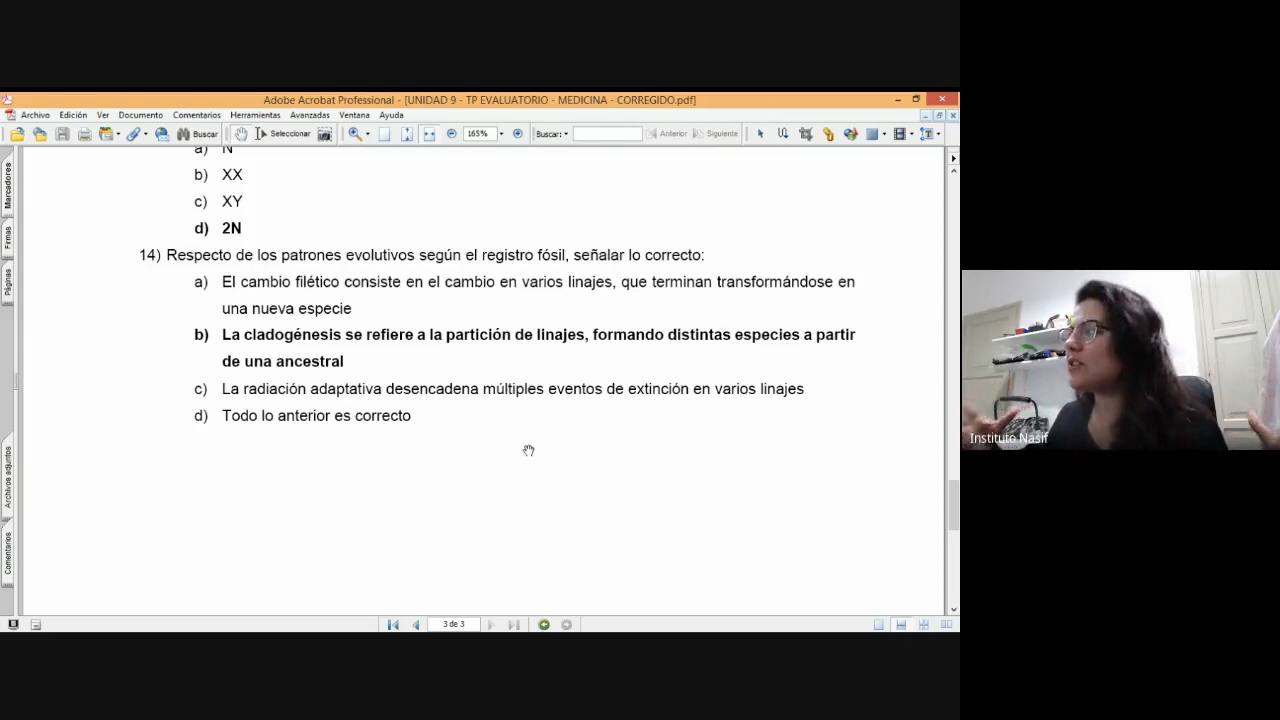 Adobe Acrobat Professional - [UNIDAD 9 - TP EVALUATORIO - MEDICINA - CORREGIDO.pdf]
Archivo Edición Ver Documento Comentarios Herramientas Avanzadas Ventana Ayuda
Buscar Seleccionar 165% Buscar: Anterior Siguiente
Marcadores
Firmas
Páginas
Archivos adjuntos
Comentarios
a) N
b) XX
c) XY
d) 2N
14) Respecto de los patrones evolutivos según el registro fósil, señalar lo correcto:
a) El cambio filético consiste en el cambio en varios linajes, que terminan transformándose en
una nueva especie
b) La cladogénesis se refiere a la partición de linajes, formando distintas especies a partir
de una ancestral
c) La radiación adaptativa desencadena múltiples eventos de extinción en varios linajes
d) Todo lo anterior es correcto
3 de 3
Instituto Nasif